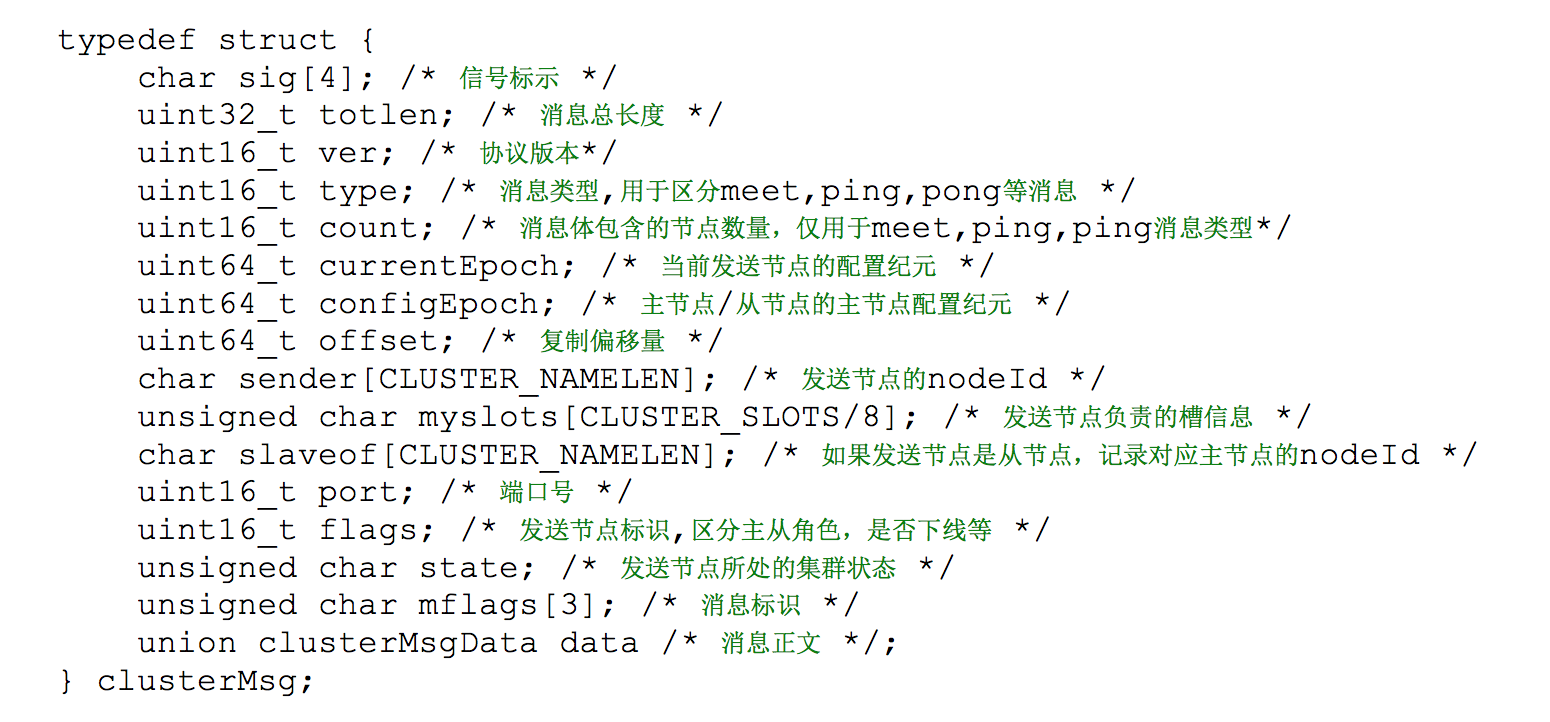 typedef struct {
    char sig[4]; /* 信号标示 */
    uint32_t totlen; /* 消息总长度 */
    uint16_t ver; /* 协议版本*/
    uint16_t type; /* 消息类型,用于区分meet,ping,pong等消息 */
    uint16_t count; /* 消息体包含的节点数量，仅用于meet,ping,ping消息类型*/
    uint64_t currentEpoch; /* 当前发送节点的配置纪元 */
    uint64_t configEpoch; /* 主节点/从节点的主节点配置纪元 */
    uint64_t offset; /* 复制偏移量 */
    char sender[CLUSTER_NAMELEN]; /* 发送节点的nodeId */
    unsigned char myslots[CLUSTER_SLOTS/8]; /* 发送节点负责的槽信息 */
    char slaveof[CLUSTER_NAMELEN]; /* 如果发送节点是从节点，记录对应主节点的nodeId */
    uint16_t port; /* 端口号 */
    uint16_t flags; /* 发送节点标识,区分主从角色，是否下线等 */
    unsigned char state; /* 发送节点所处的集群状态 */
    unsigned char mflags[3]; /* 消息标识 */
    union clusterMsgData data /* 消息正文 */;
} clusterMsg;